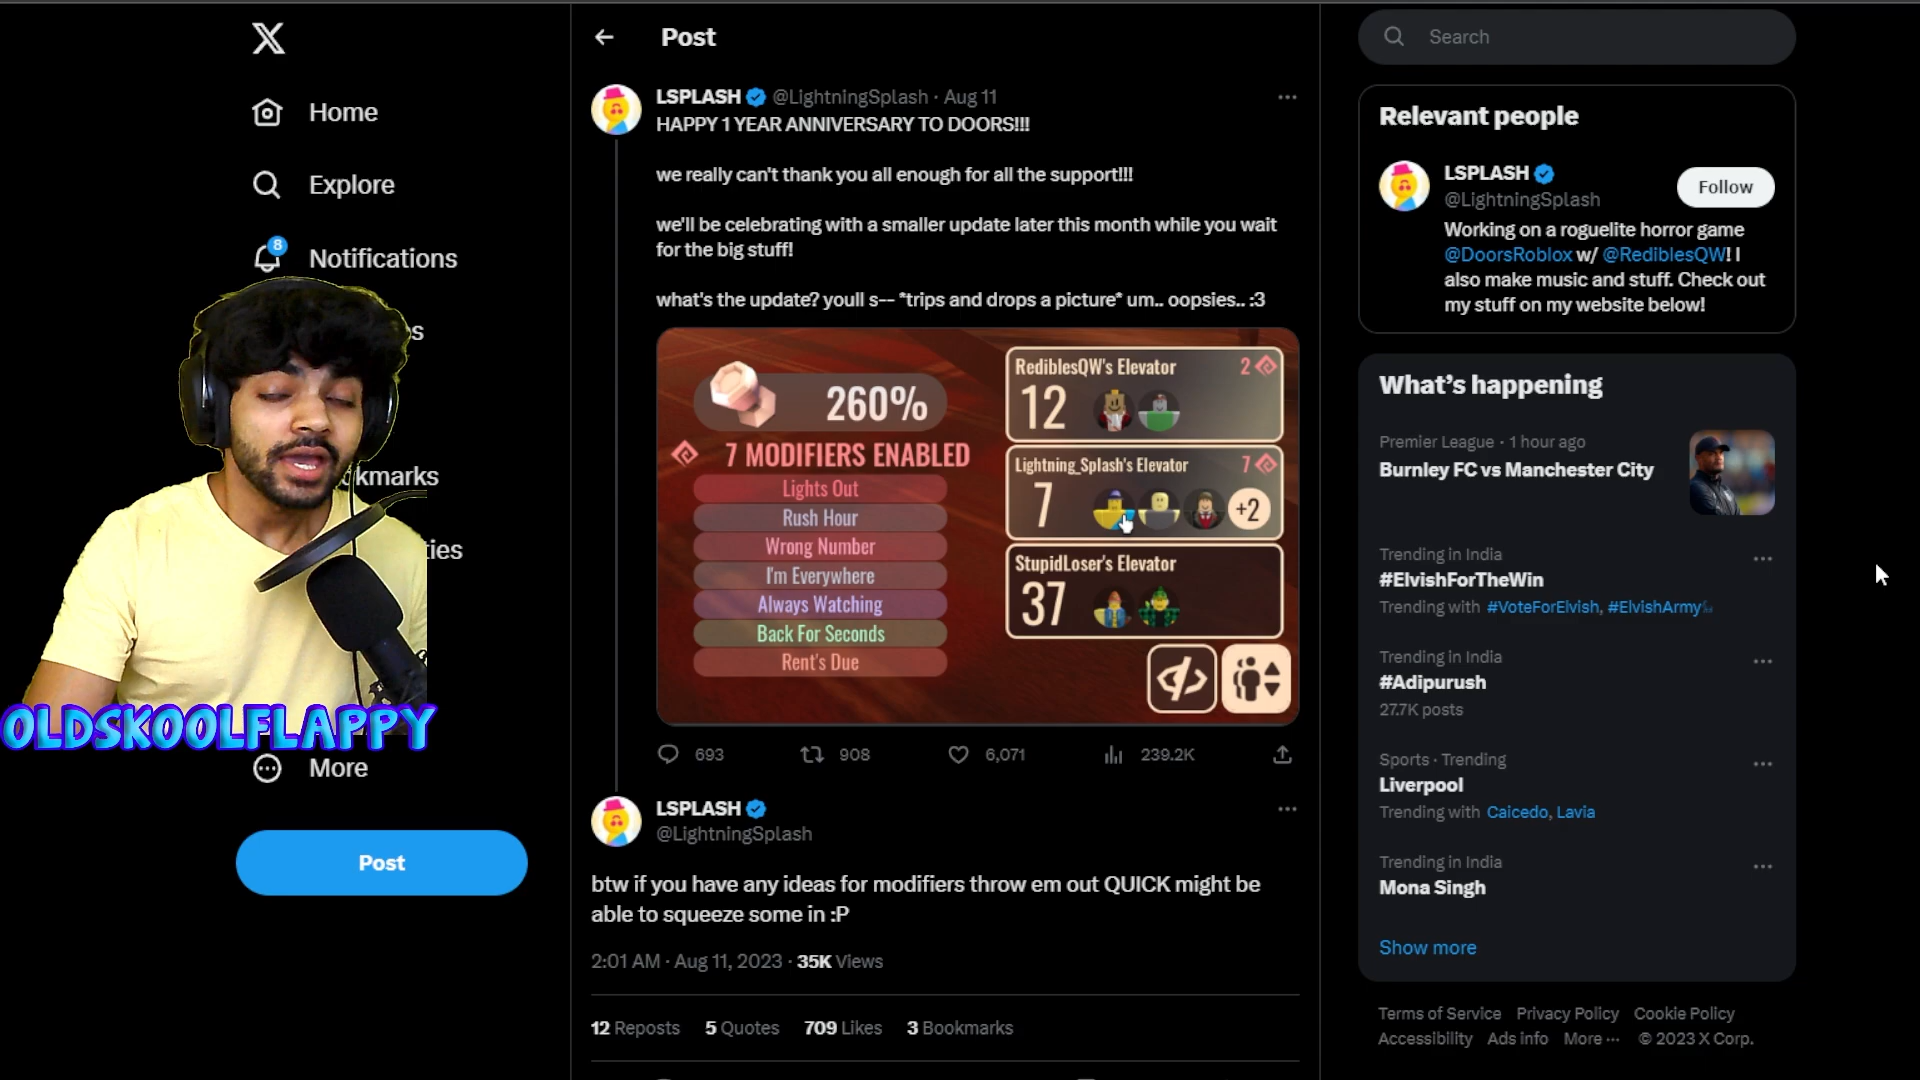 Home
Explore
8
Notifications
s
kmarks
ties
OLDSKOOLFLAPPY
More
Post
Post
LSPLASH @LightningSplash · Aug 11
HAPPY 1 YEAR ANNIVERSARY TO DOORS!!!
we really can't thank you all enough for all the support!!!
we'll be celebrating with a smaller update later this month while you wait
for the big stuff!
what's the update? youll s-- *trips and drops a picture* um.. oopsies.. :3
260%
7 MODIFIERS ENABLED
Lights Out
Rush Hour
Wrong Number
I'm Everywhere
Always Watching
Back For Seconds
Rent's Due
RediblesQW's Elevator 2
12
Lightning_Splash's Elevator 7
7 +2
StupidLoser's Elevator
37
693 908 6,071 239.2K
LSPLASH
@LightningSplash
btw if you have any ideas for modifiers throw em out QUICK might be
able to squeeze some in :P
2:01 AM · Aug 11, 2023 · 35K Views
12 Reposts 5 Quotes 709 Likes 3 Bookmarks
Search
Relevant people
LSPLASH
@LightningSplash
Follow
Working on a roguelite horror game
@DoorsRoblox w/ @RediblesQW! I
also make music and stuff. Check out
my stuff on my website below!
What's happening
Premier League · 1 hour ago
Burnley FC vs Manchester City
Trending in India
#ElvishForTheWin
Trending with #VoteForElvish, #ElvishArmy
Trending in India
#Adipurush
27.7K posts
Sports · Trending
Liverpool
Trending with Caicedo, Lavia
Trending in India
Mona Singh
Show more
Terms of Service Privacy Policy Cookie Policy
Accessibility Ads info More ··· © 2023 X Corp.